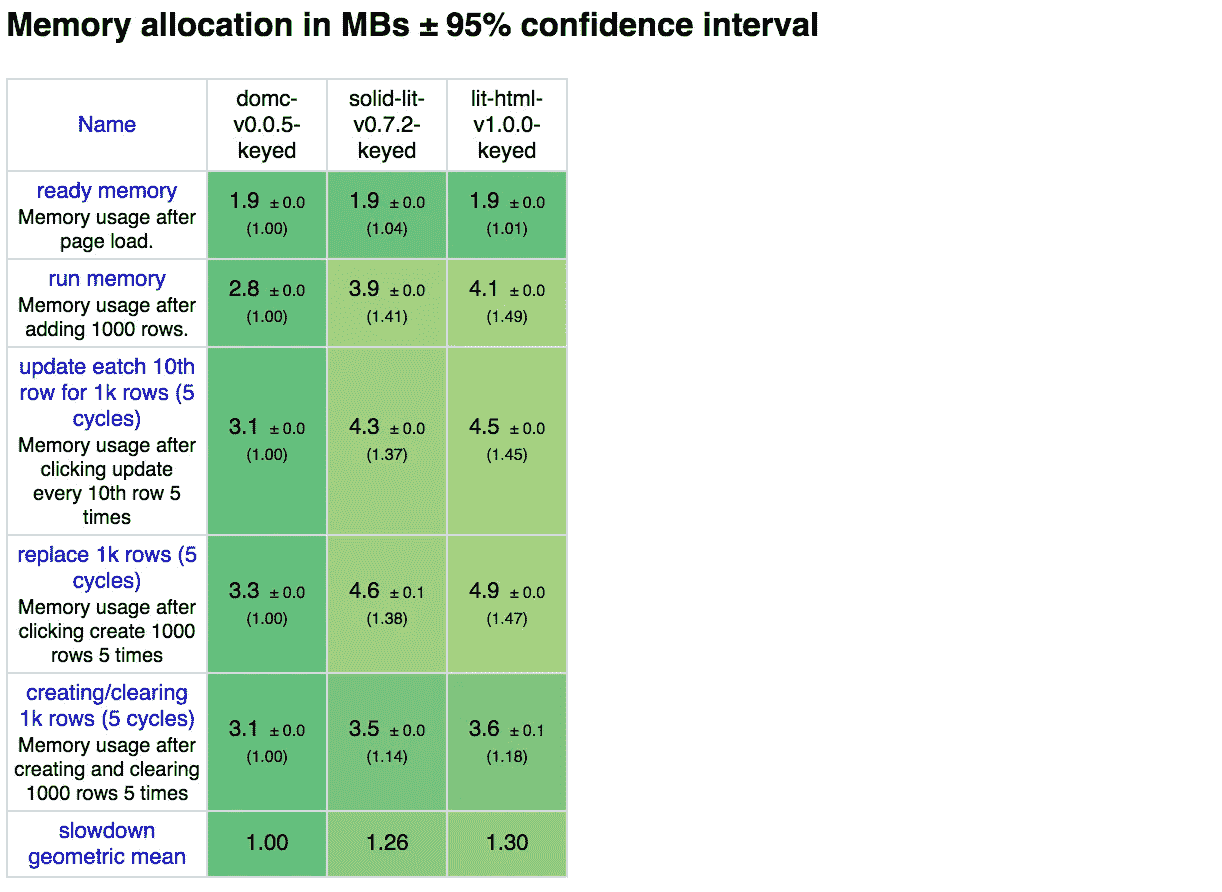 Memory allocation in MBs ± 95% confidence interval
Name
domc-
v0.0.5-
keyed
solid-lit-
v0.7.2-
keyed
lit-html-
v1.0.0-
keyed
ready memory
Memory usage after
page load.
1.9 ± 0.0
(1.00)
1.9 ± 0.0
(1.04)
1.9 ± 0.0
(1.01)
run memory
Memory usage after
adding 1000 rows.
2.8 ± 0.0
(1.00)
3.9 ± 0.0
(1.41)
4.1 ± 0.0
(1.49)
update eatch 10th
row for 1k rows (5
cycles)
Memory usage after
clicking update
every 10th row 5
times
3.1 ± 0.0
(1.00)
4.3 ± 0.0
(1.37)
4.5 ± 0.0
(1.45)
replace 1k rows (5
cycles)
Memory usage after
clicking create 1000
rows 5 times
3.3 ± 0.0
(1.00)
4.6 ± 0.1
(1.38)
4.9 ± 0.0
(1.47)
creating/clearing
1k rows (5 cycles)
Memory usage after
creating and clearing
1000 rows 5 times
3.1 ± 0.0
(1.00)
3.5 ± 0.0
(1.14)
3.6 ± 0.1
(1.18)
slowdown
geometric mean
1.00
1.26
1.30